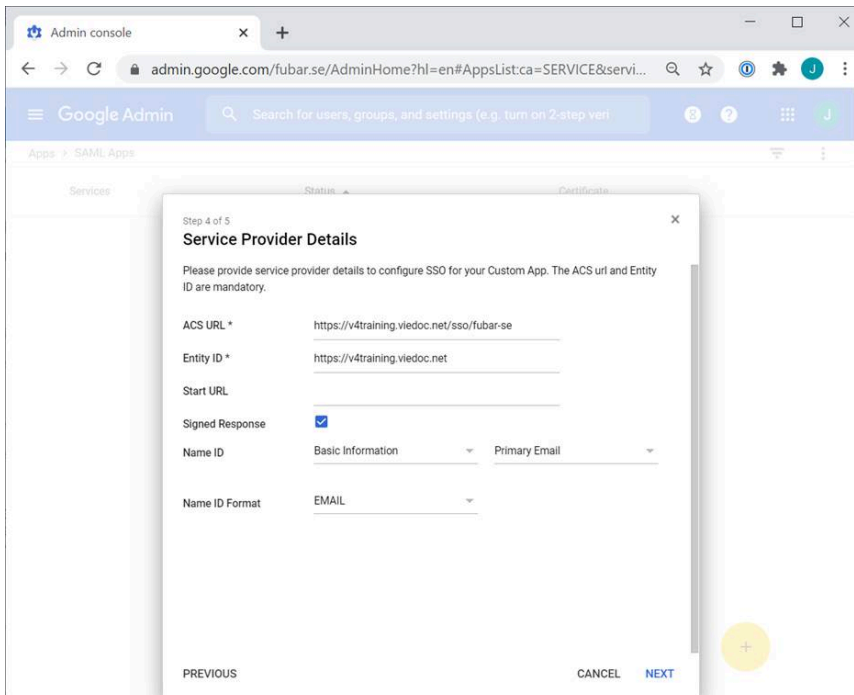 Admin console
admin.google.com/fubar.se/AdminHome?hl=en#AppsList:ca=SERVICE&servi...
J
Google Admin
Search for users, groups, and settings (e.g. turn on 2-step veri
8
?
J
Apps > SAML Apps
Services Status Certificate
Step 4 of 5
Service Provider Details
Please provide service provider details to configure SSO for your Custom App. The ACS url and Entity
ID are mandatory.
ACS URL * https://v4training.viedoc.net/sso/fubar-se
Entity ID * https://v4training.viedoc.net
Start URL
Signed Response
Name ID Basic Information Primary Email
Name ID Format EMAIL
PREVIOUS CANCEL NEXT